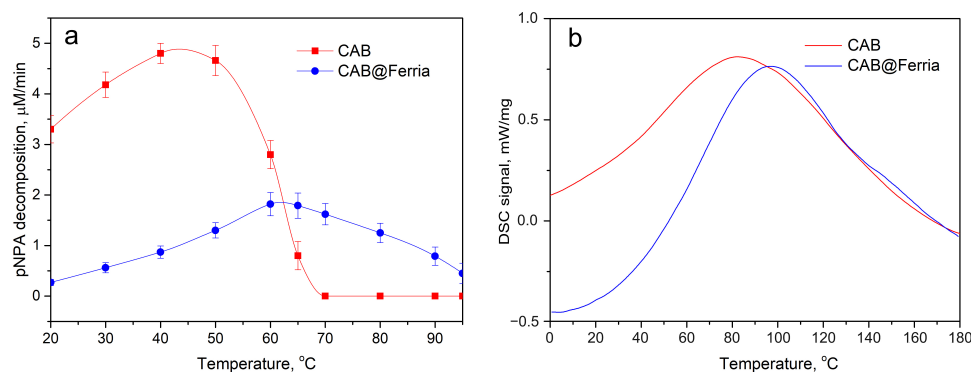 a
CAB
CAB@Ferria
pNPA decomposition, µM/min
5
4
3
2
1
0
20 30 40 50 60 70 80 90
Temperature, °C
b
CAB
CAB@Ferria
DSC signal, mW/mg
1.0
0.5
0.0
−0.5
0 20 40 60 80 100 120 140 160 180
Temperature, °C